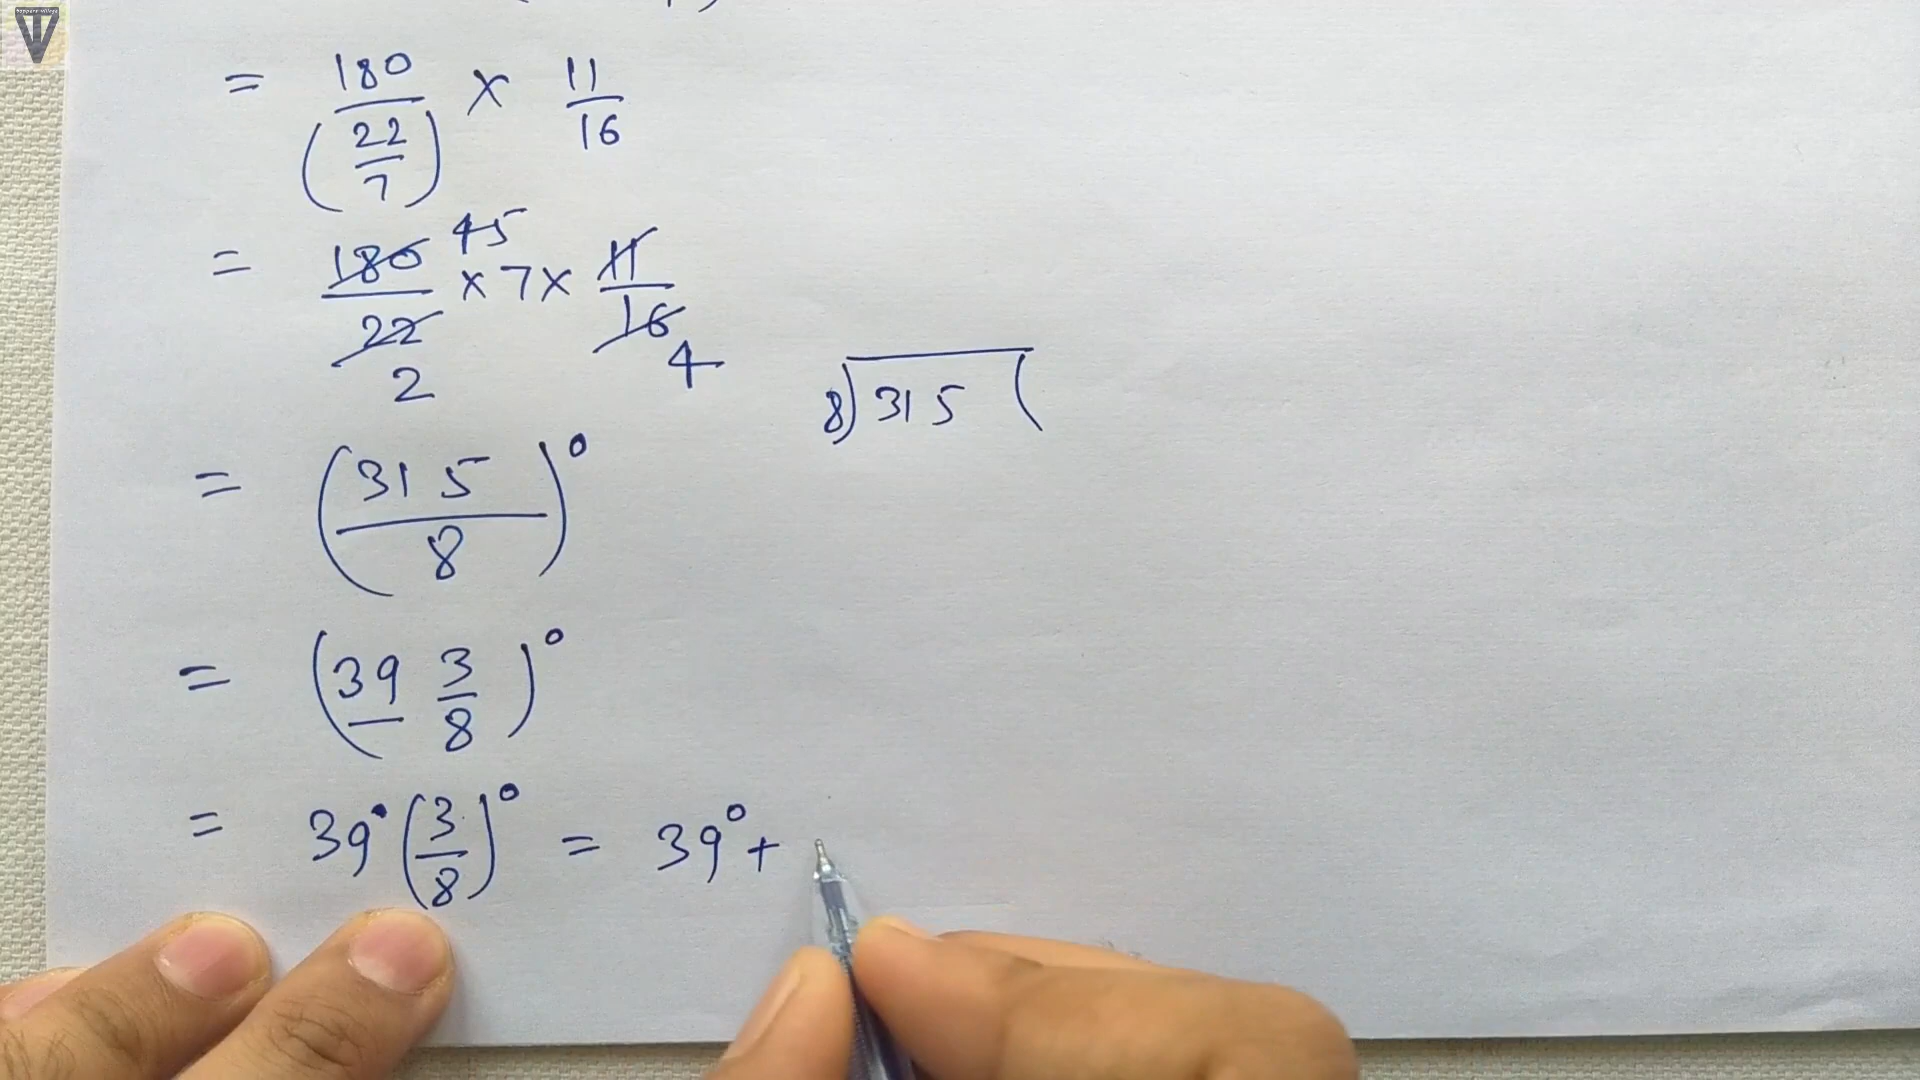 = 180/(22/7) × 11/16
45
= 180/22 × 7 × 11/16
2 4
8)315(
= (315/8)°
= (39 3/8)°
= 39°(3/8)° = 39° +